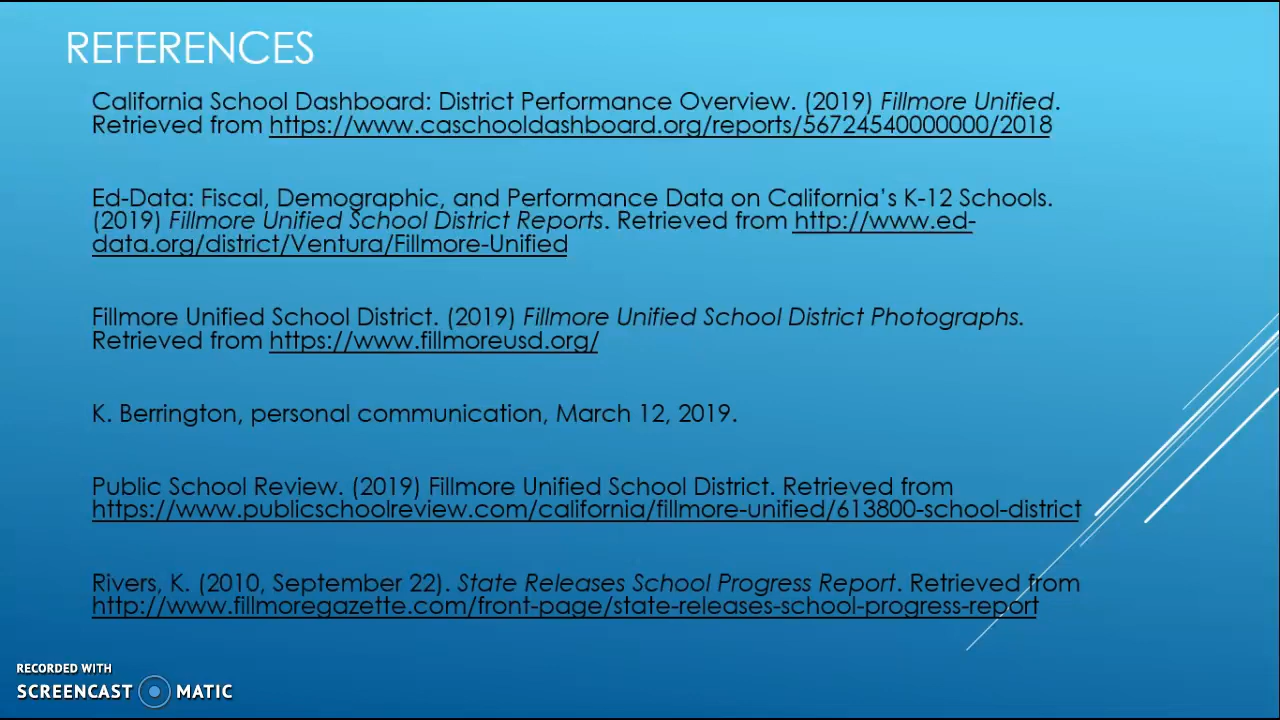 REFERENCES
California School Dashboard: District Performance Overview. (2019) Fillmore Unified.
Retrieved from https://www.caschooldashboard.org/reports/56724540000000/2018
Ed-Data: Fiscal, Demographic, and Performance Data on California’s K-12 Schools.
(2019) Fillmore Unified School District Reports. Retrieved from http://www.ed-
data.org/district/Ventura/Fillmore-Unified
Fillmore Unified School District. (2019) Fillmore Unified School District Photographs.
Retrieved from https://www.fillmoreusd.org/
K. Berrington, personal communication, March 12, 2019.
Public School Review. (2019) Fillmore Unified School District. Retrieved from
https://www.publicschoolreview.com/california/fillmore-unified/613800-school-district
Rivers, K. (2010, September 22). State Releases School Progress Report. Retrieved from
http://www.fillmoregazette.com/front-page/state-releases-school-progress-report
RECORDED WITH
SCREENCAST MATIC